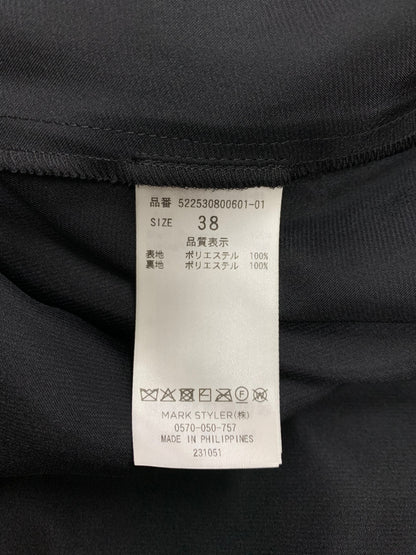 品番 522530800601-01
SIZE 38
品質表示
表地 ポリエステル 100%
裏地 ポリエステル 100%
MARK STYLER(株)
0570-050-757
MADE IN PHILIPPINES
231051